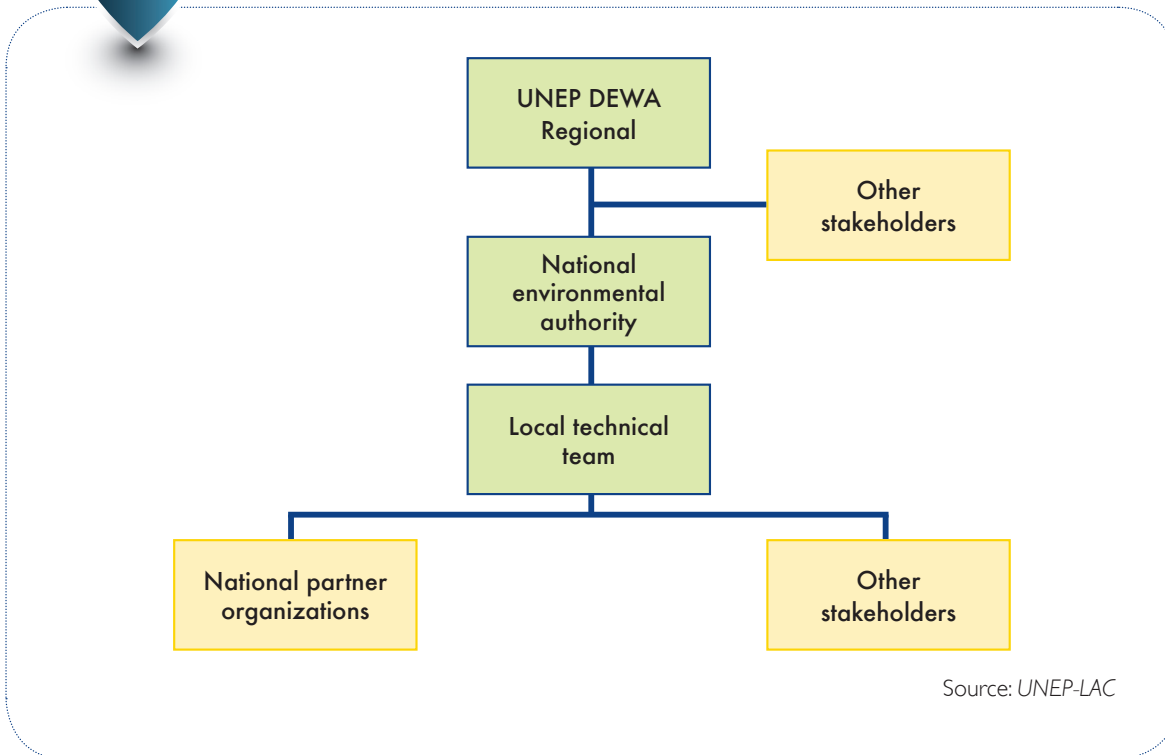 UNEP DEWA
Regional
Other
stakeholders
National
environmental
authority
Local technical
team
National partner
organizations
Other
stakeholders
Source: UNEP-LAC